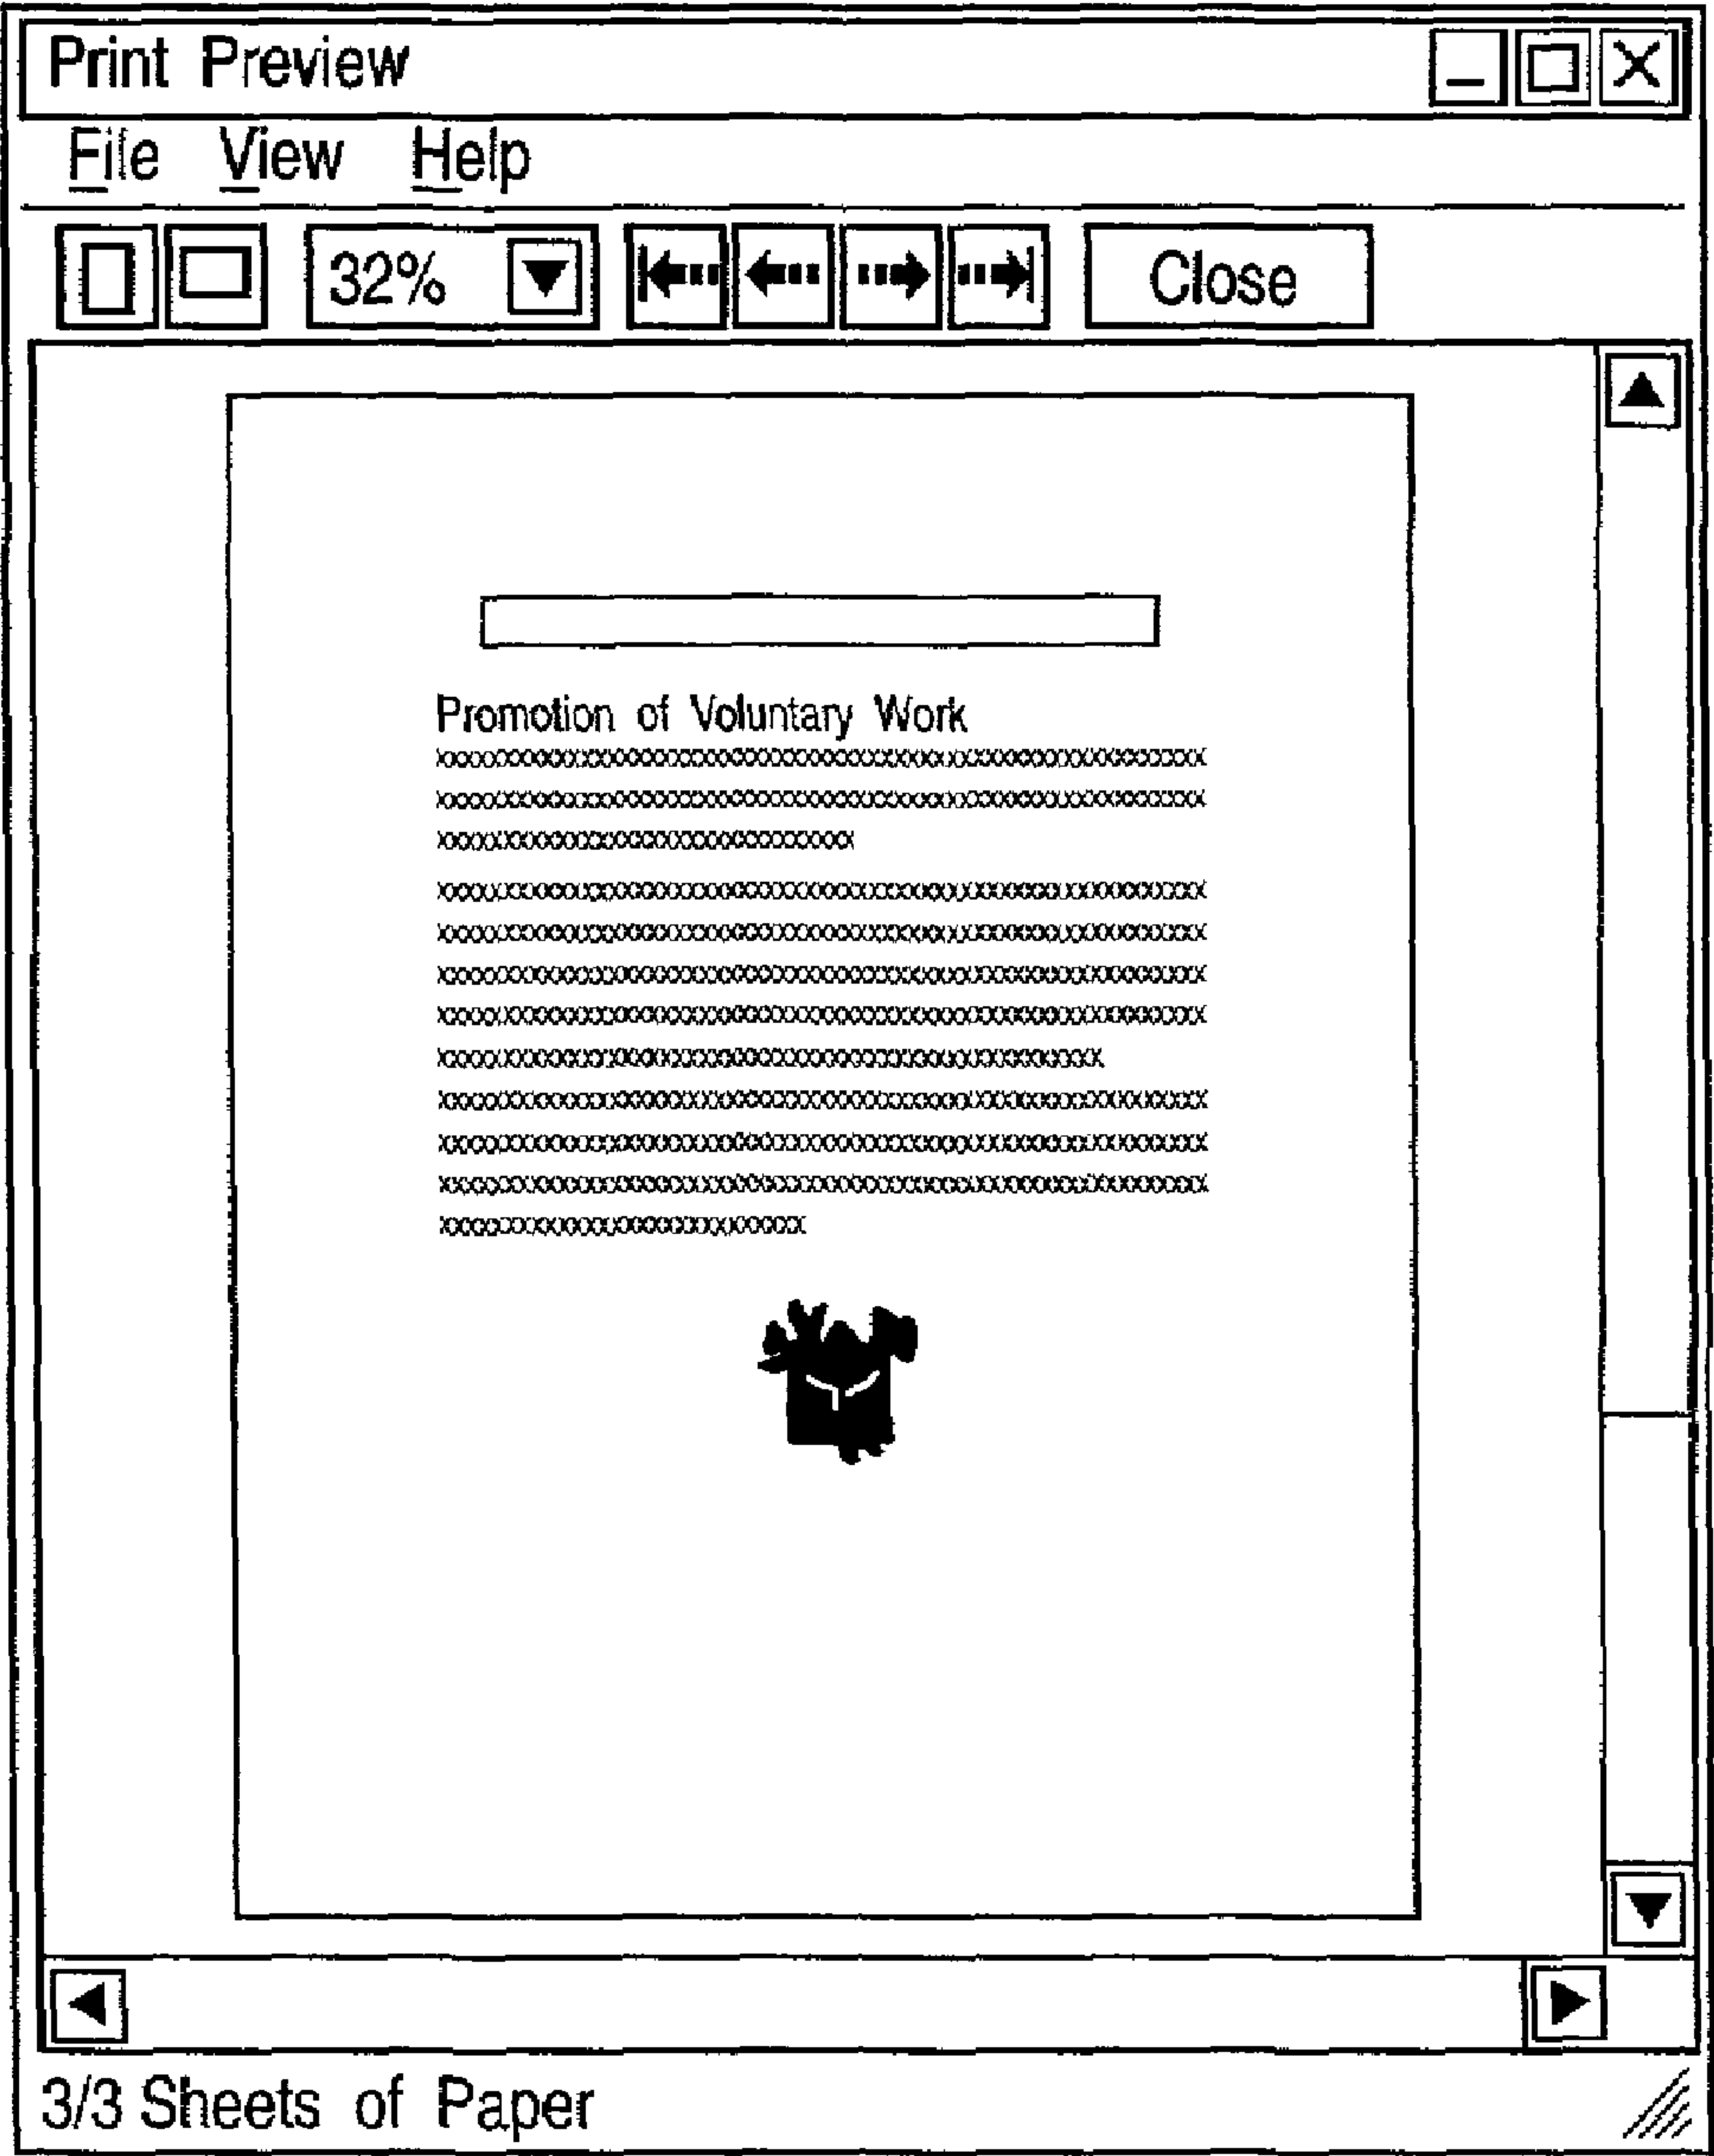 Print Preview
File View Help
32% Close
Promotion of Voluntary Work
3/3 Sheets of Paper